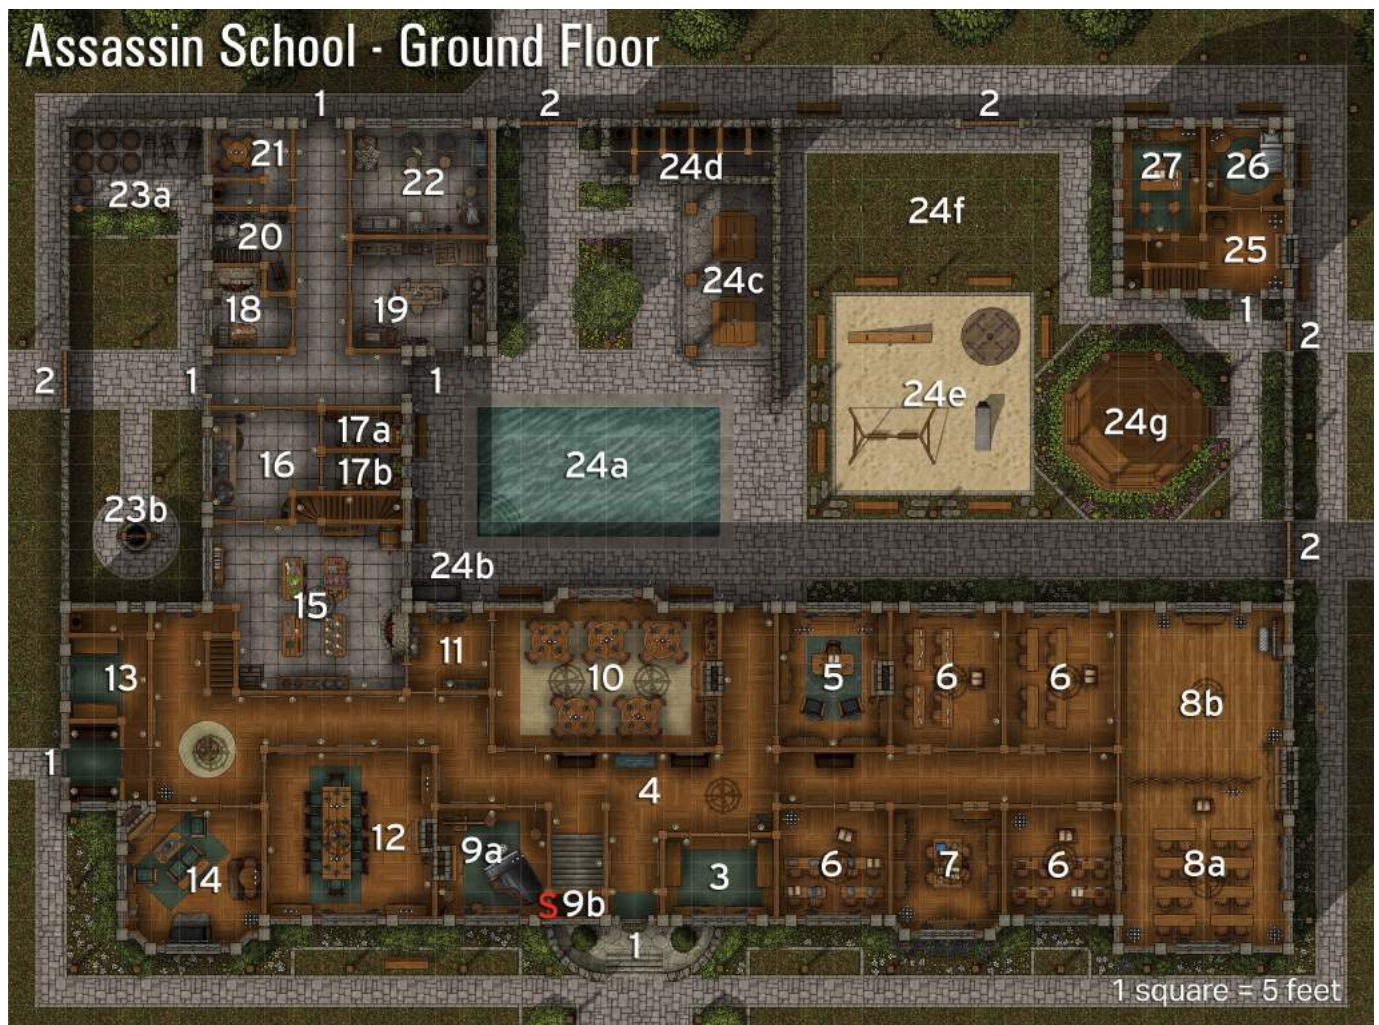 Assassin School - Ground Floor
1 2 2
21 27 26
23a 22 24d
24f
20 25
24c
18 19 1
2
2 1 1
24e
17a 24g
16 17b 24a
23b
2
24b
15
11 10 5 6 6
13
8b
1
4
12 9a
14 3 6 7 6 8a
S 9b
1
1 square = 5 feet